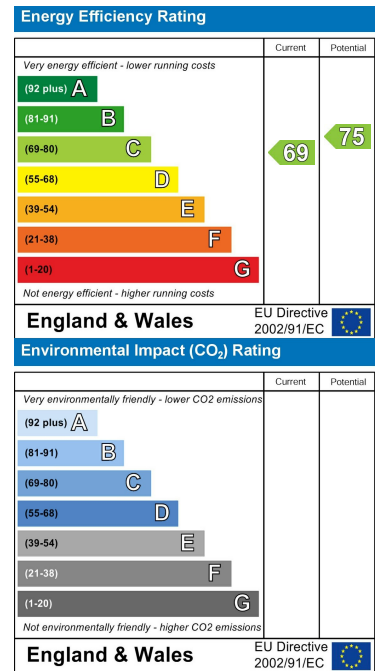 Energy Efficiency Rating
Current Potential
Very energy efficient - lower running costs
(92 plus) A
(81-91) B
(69-80) C
(55-68) D
(39-54) E
(21-38) F
(1-20) G
69
75
Not energy efficient - higher running costs
England & Wales
EU Directive
2002/91/EC
Environmental Impact (CO₂) Rating
Current Potential
Very environmentally friendly - lower CO2 emissions
(92 plus) A
(81-91) B
(69-80) C
(55-68) D
(39-54) E
(21-38) F
(1-20) G
Not environmentally friendly - higher CO2 emissions
England & Wales
EU Directive
2002/91/EC